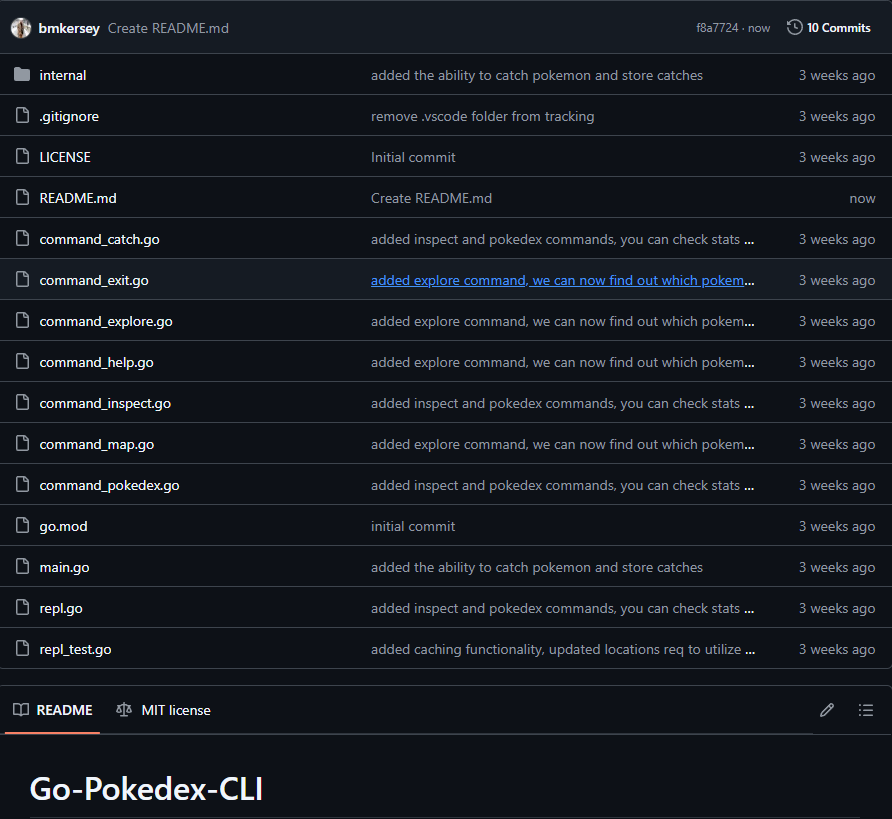 bmkersey Create README.md f8a7724 · now 10 Commits
internal added the ability to catch pokemon and store catches 3 weeks ago
.gitignore remove .vscode folder from tracking 3 weeks ago
LICENSE Initial commit 3 weeks ago
README.md Create README.md now
command_catch.go added inspect and pokedex commands, you can check stats ... 3 weeks ago
command_exit.go added explore command, we can now find out which pokem... 3 weeks ago
command_explore.go added explore command, we can now find out which pokem... 3 weeks ago
command_help.go added explore command, we can now find out which pokem... 3 weeks ago
command_inspect.go added inspect and pokedex commands, you can check stats ... 3 weeks ago
command_map.go added explore command, we can now find out which pokem... 3 weeks ago
command_pokedex.go added inspect and pokedex commands, you can check stats ... 3 weeks ago
go.mod initial commit 3 weeks ago
main.go added the ability to catch pokemon and store catches 3 weeks ago
repl.go added inspect and pokedex commands, you can check stats ... 3 weeks ago
repl_test.go added caching functionality, updated locations req to utilize ... 3 weeks ago
README MIT license
Go-Pokedex-CLI